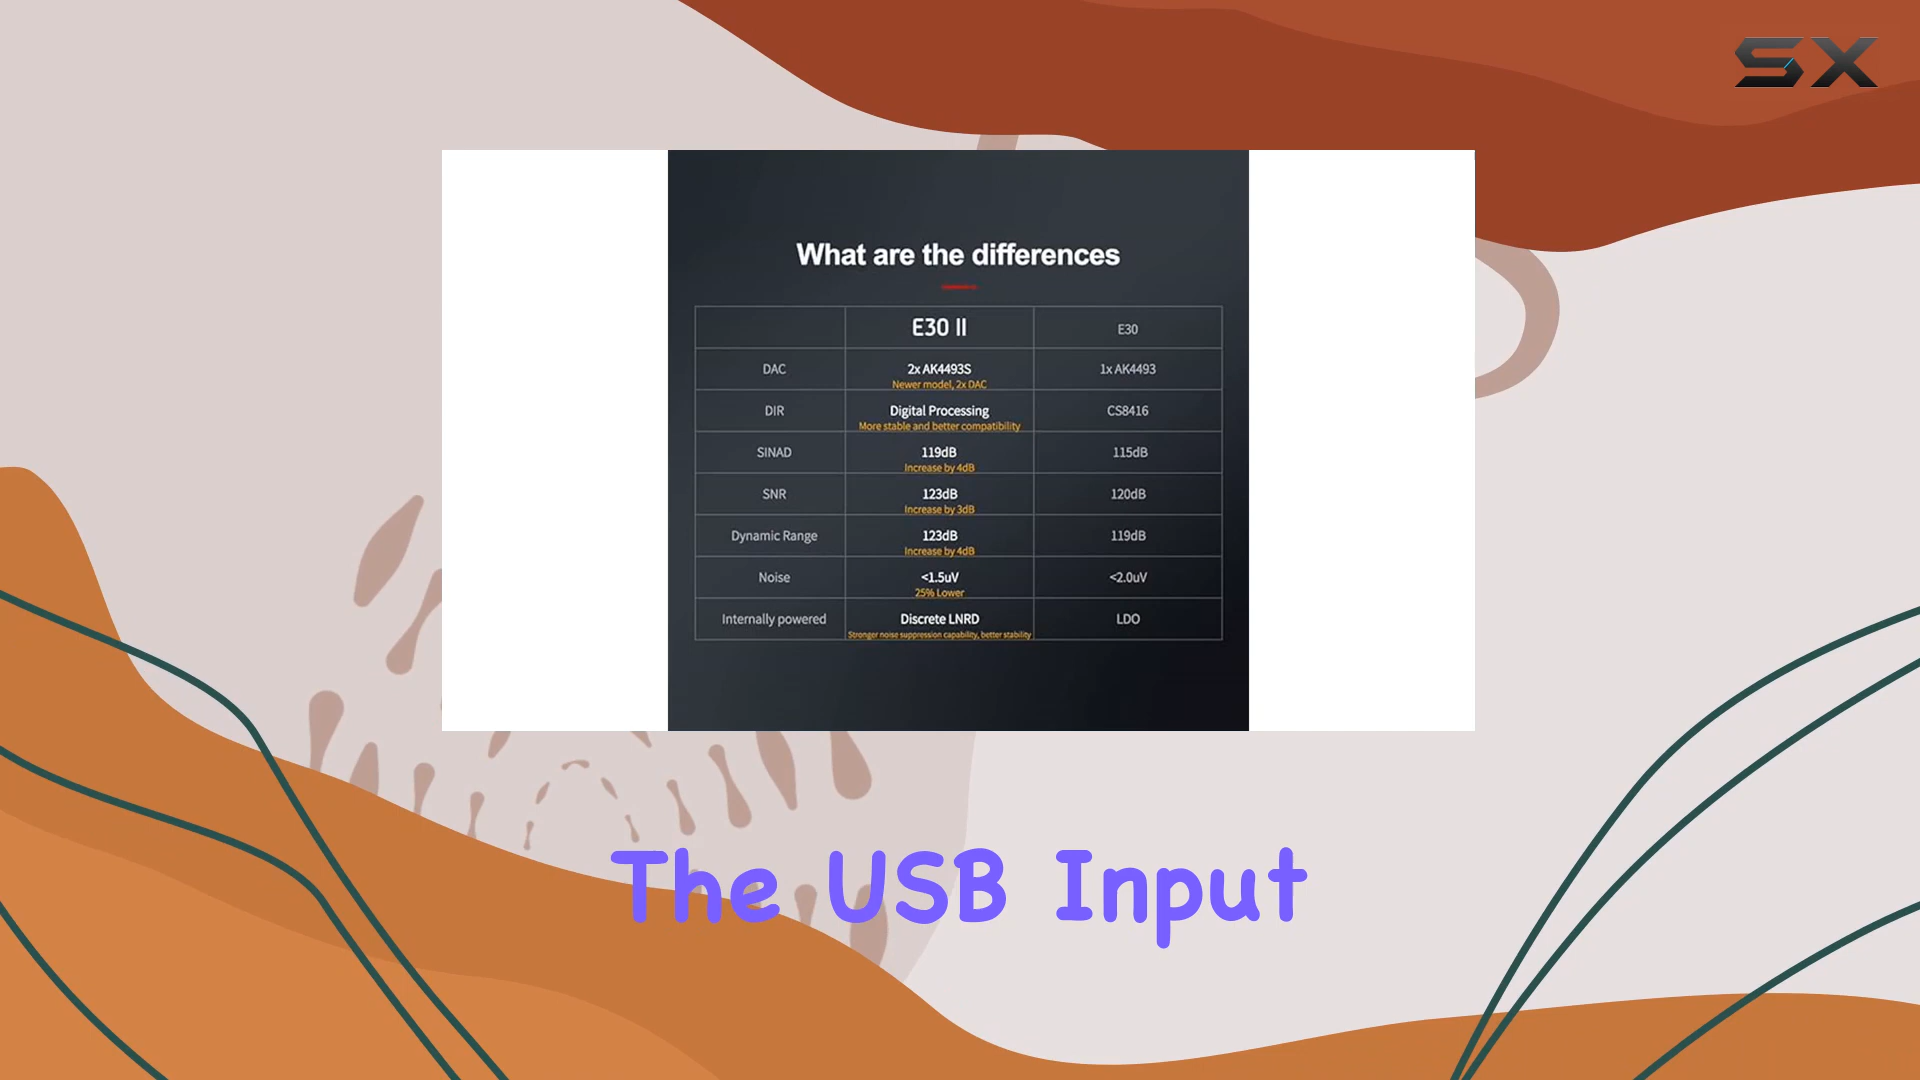 SX
What are the differences
E30 II E30
DAC 2x AK4493S 1x AK4493
Newer model, 2x DAC
DIR Digital Processing CS8416
More stable and better compatibility
SINAD 119dB 115dB
Increase by 4dB
SNR 123dB 120dB
Increase by 3dB
Dynamic Range 123dB 119dB
Increase by 4dB
Noise <1.5uV <2.0uV
25% Lower
Internally powered Discrete LNRD LDO
Stronger noise suppression capability, better stability
The USB Input